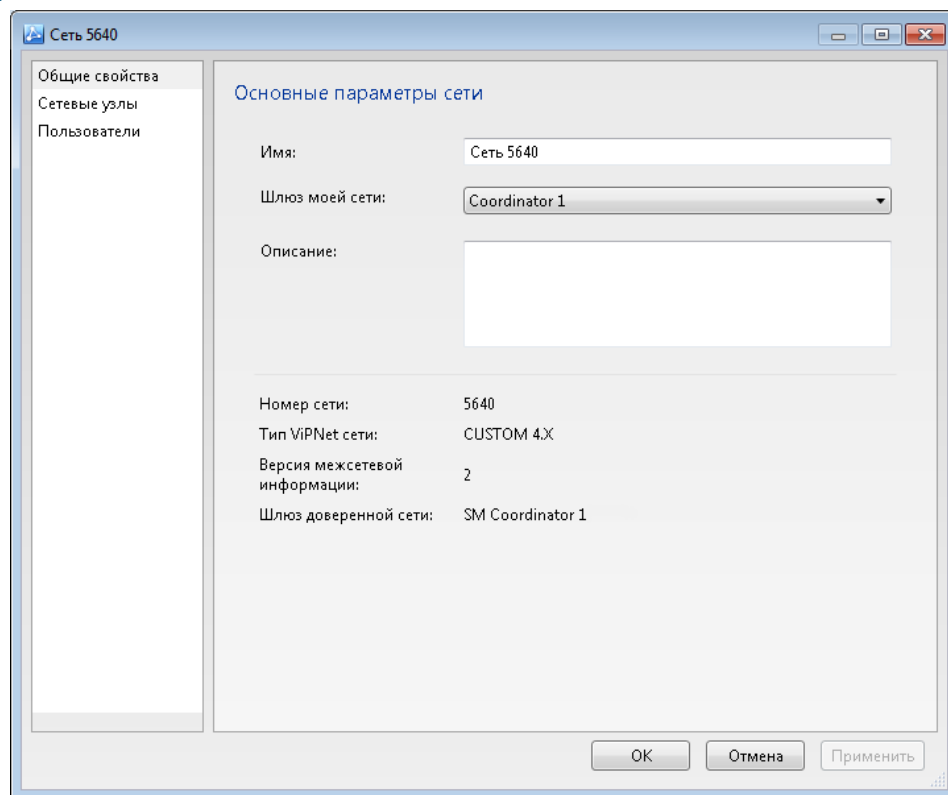 Сеть 5640
Общие свойства
Сетевые узлы
Пользователи
Основные параметры сети
Имя: Сеть 5640
Шлюз моей сети: Coordinator 1
Описание:
Номер сети: 5640
Тип ViPNet сети: CUSTOM 4.X
Версия межсетевой
информации: 2
Шлюз доверенной сети: SM Coordinator 1
OK Отмена Применить